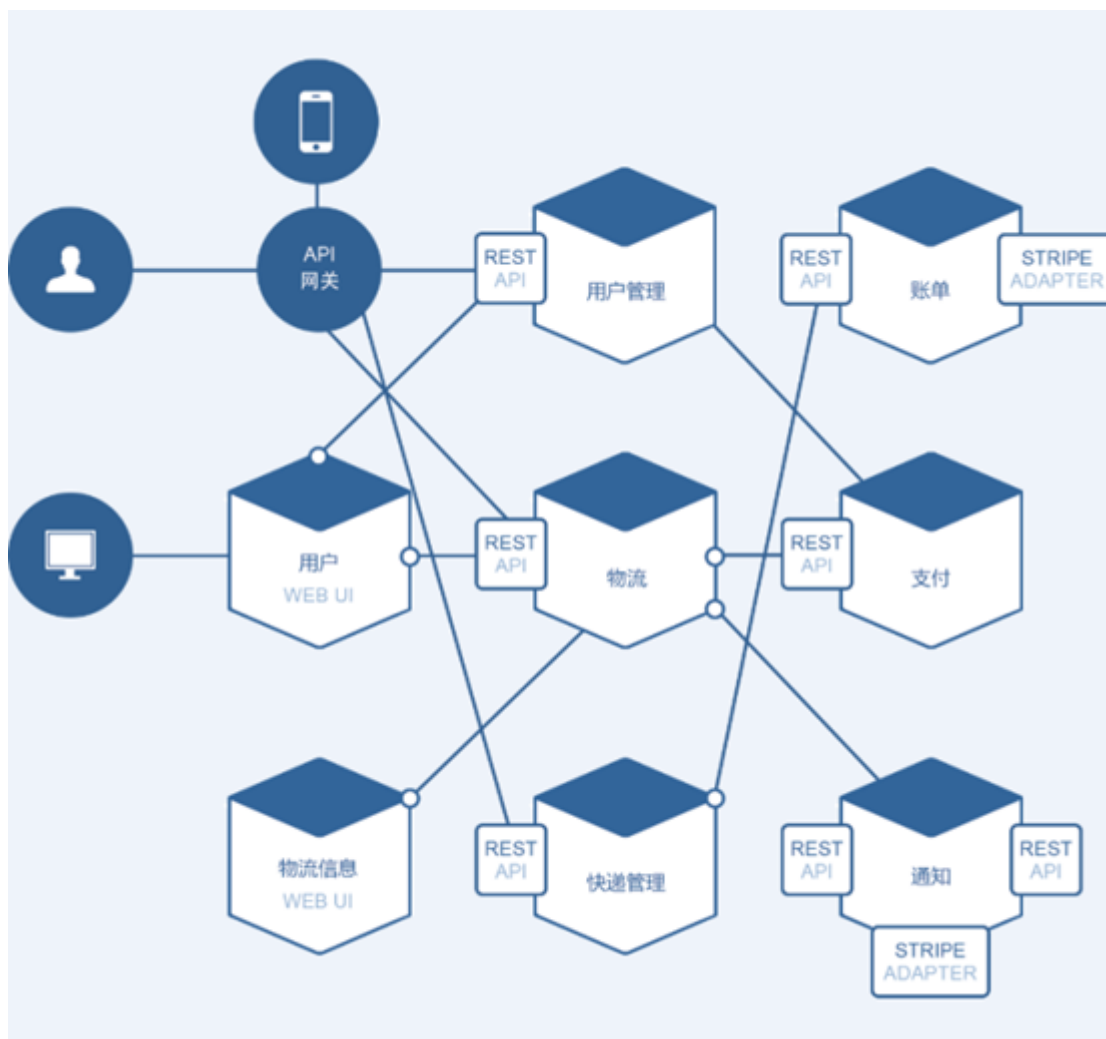 API
网关
REST
API
用户管理
REST
API
账单
STRIPE
ADAPTER
用户
WEB UI
REST
API
物流
REST
API
支付
物流信息
WEB UI
REST
API
快递管理
REST
API
通知
REST
API
STRIPE
ADAPTER